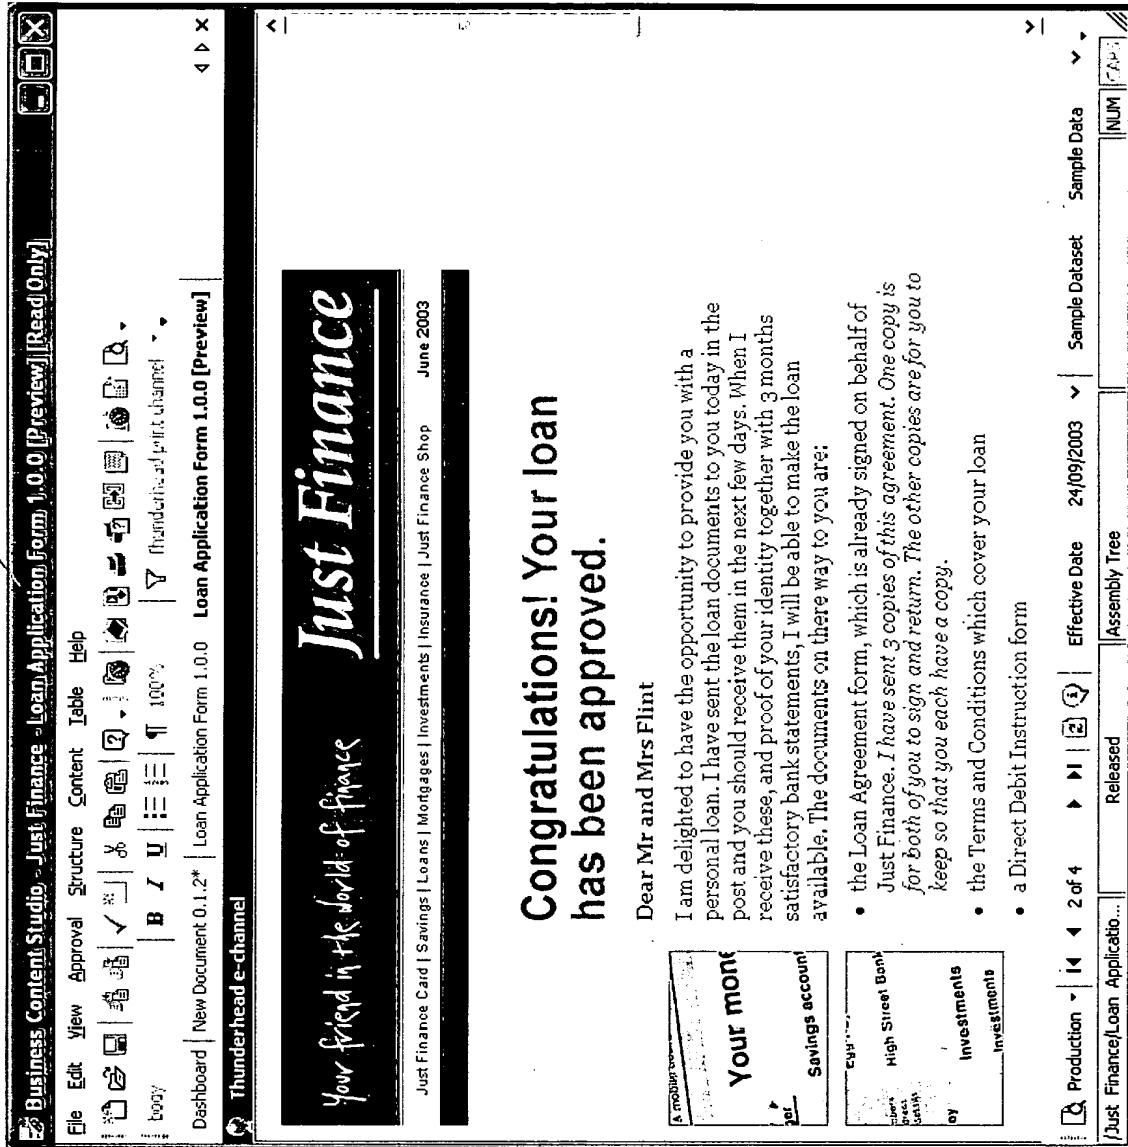 Business Content Studio - Just Finance - Loan Application Form 1.0.0 [Preview] [Read Only]
File Edit View Approval Structure Content Table Help
body B I U ¶ 100% Thunderhead print channel
Dashboard New Document 0.1.2* Loan Application Form 1.0.0 Loan Application Form 1.0.0 [Preview]
Thunderhead e-channel
Your friend in the world of finance Just Finance
Just Finance Card | Savings | Loans | Mortgages | Investments | Insurance | Just Finance Shop June 2003
Congratulations! Your loan
has been approved.
Dear Mr and Mrs Flint
I am delighted to have the opportunity to provide you with a
personal loan. I have sent the loan documents to you today in the
post and you should receive them in the next few days. When I
receive these, and proof of your identity together with 3 months
satisfactory bank statements, I will be able to make the loan
available. The documents on there way to you are:
• the Loan Agreement form, which is already signed on behalf of
Just Finance. I have sent 3 copies of this agreement. One copy is
for both of you to sign and return. The other copies are for you to
keep so that you each have a copy.
• the Terms and Conditions which cover your loan
• a Direct Debit Instruction form
Your mone
Savings account
High Street Bank
Investments
Investments
Production 2 of 4 Effective Date 24/09/2003 Sample Dataset Sample Data
/Just Finance/Loan Applicatio... Released Assembly Tree NUM CAPS